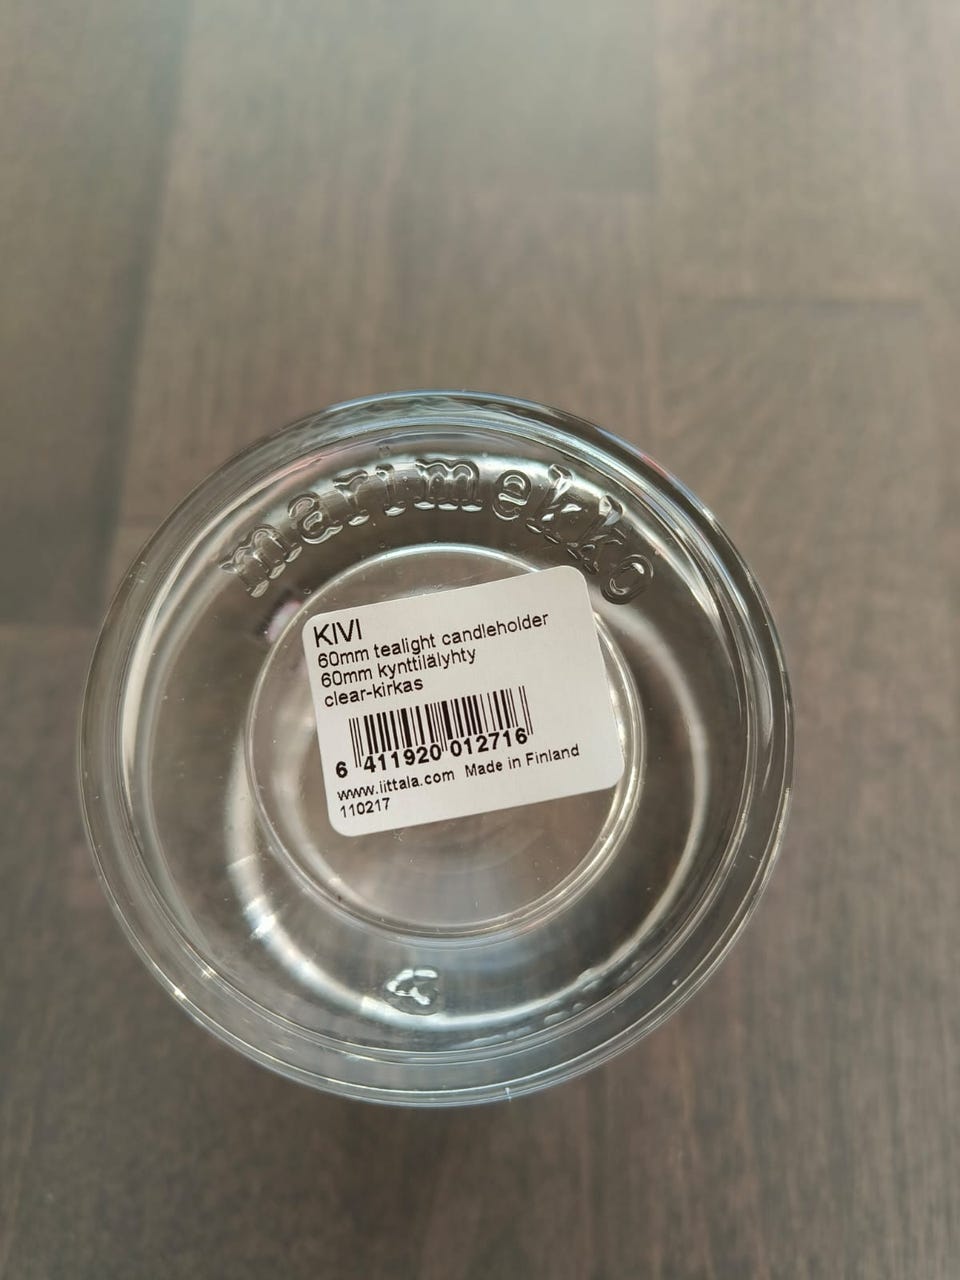 marimekko
KIVI
60mm tealight candleholder
60mm kynttilälyhty
clear-kirkas
6 411920 012716
www.iittala.com Made in Finland
110217